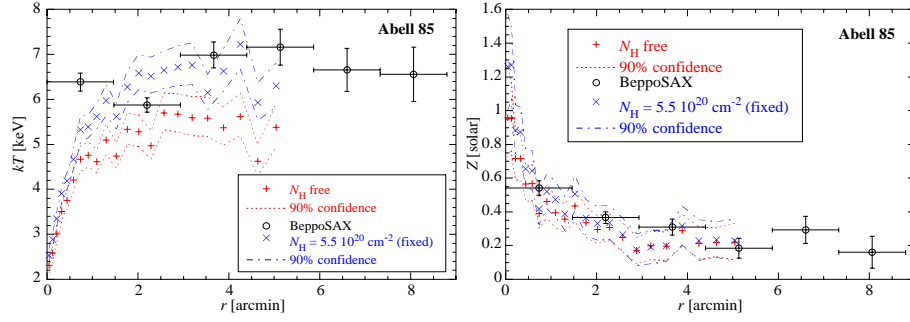 Abell 85
8
7
6
5
4
3
2
kT [keV]
N_H free
90% confidence
BeppoSAX
N_H = 5.5 10^20 cm^-2 (fixed)
90% confidence
0 2 4 6 8
r [arcmin]
Abell 85
1.6
1.4
1.2
1
0.8
0.6
0.4
0.2
0
Z [solar]
N_H free
90% confidence
BeppoSAX
N_H = 5.5 10^20 cm^-2 (fixed)
90% confidence
0 2 4 6 8
r [arcmin]